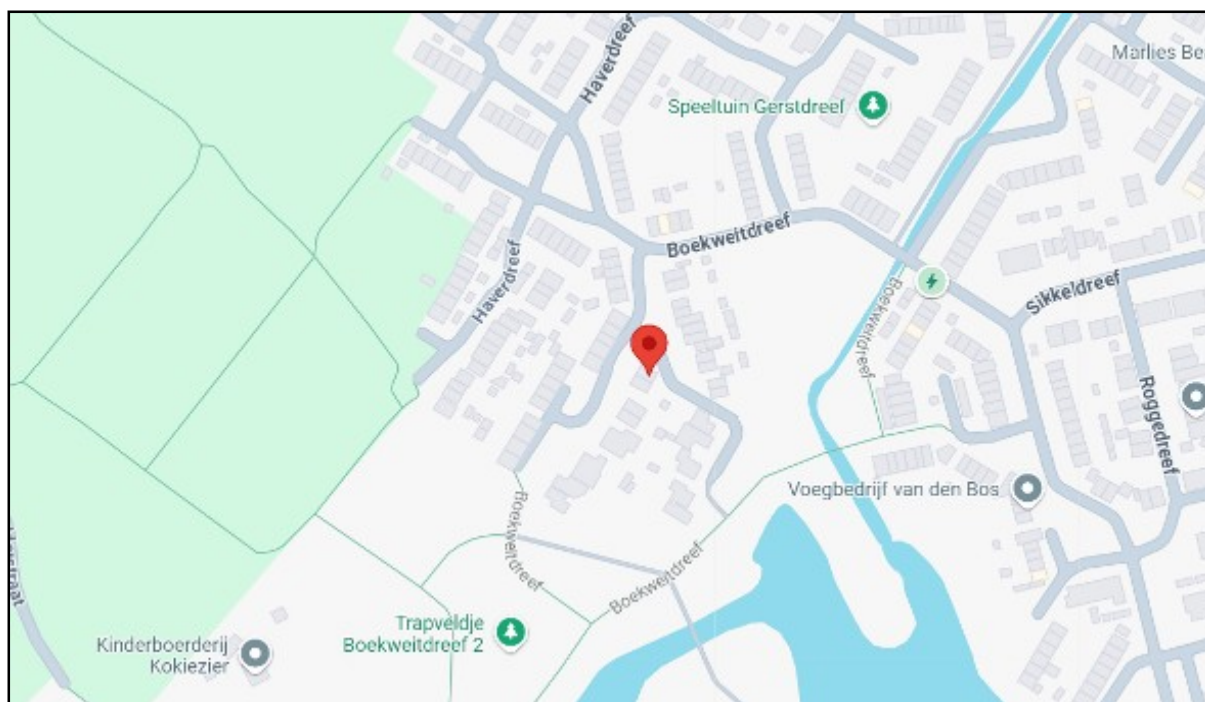 Haverdreef
Marlies Ber
Speeltuin Gerstdreef
Boekweitdreef
Haverdreef
Boekweitdreef
Sikkeldreef
Roggedreef
Voegbedrijf van den Bos
Boekweitdreef
Boekweitdreef
Trapveldje
Boekweitdreef 2
Kinderboerderij
Kokiezier